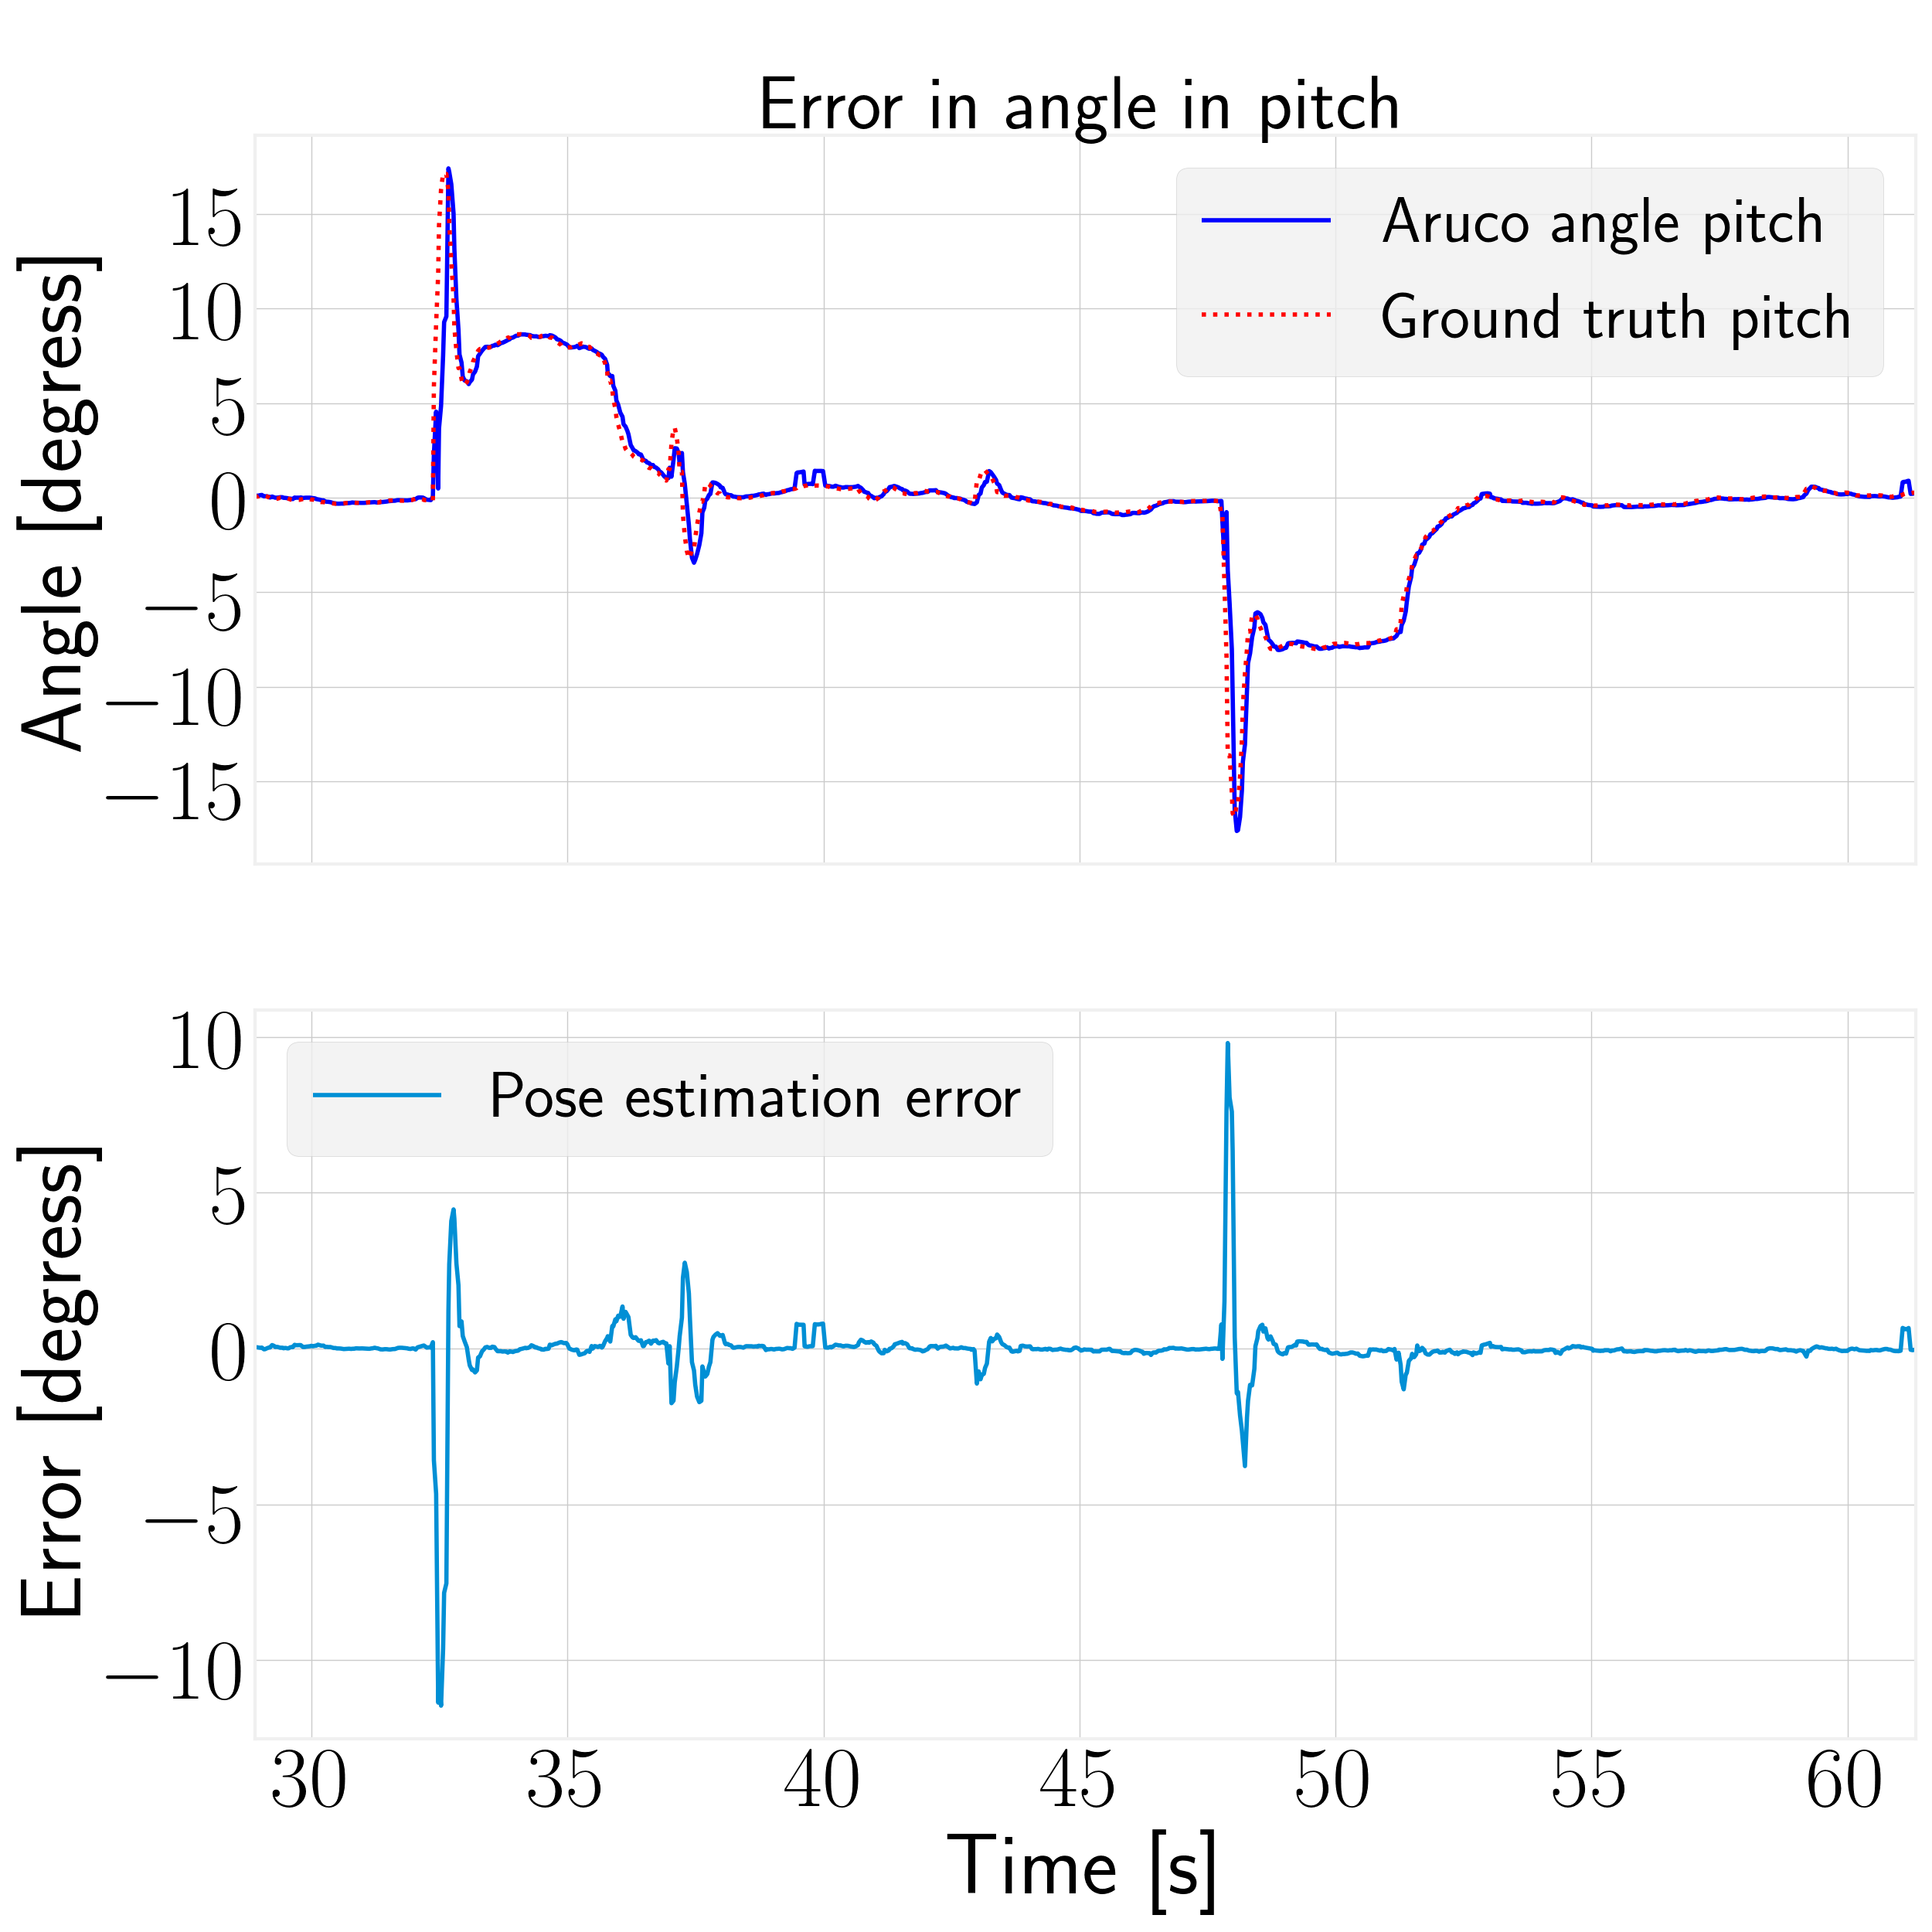 Error in angle in pitch
Angle [degress]
15
10
5
0
−5
−10
−15
Aruco angle pitch
Ground truth pitch
Error [degress]
10
5
0
−5
−10
Pose estimation error
30 35 40 45 50 55 60
Time [s]